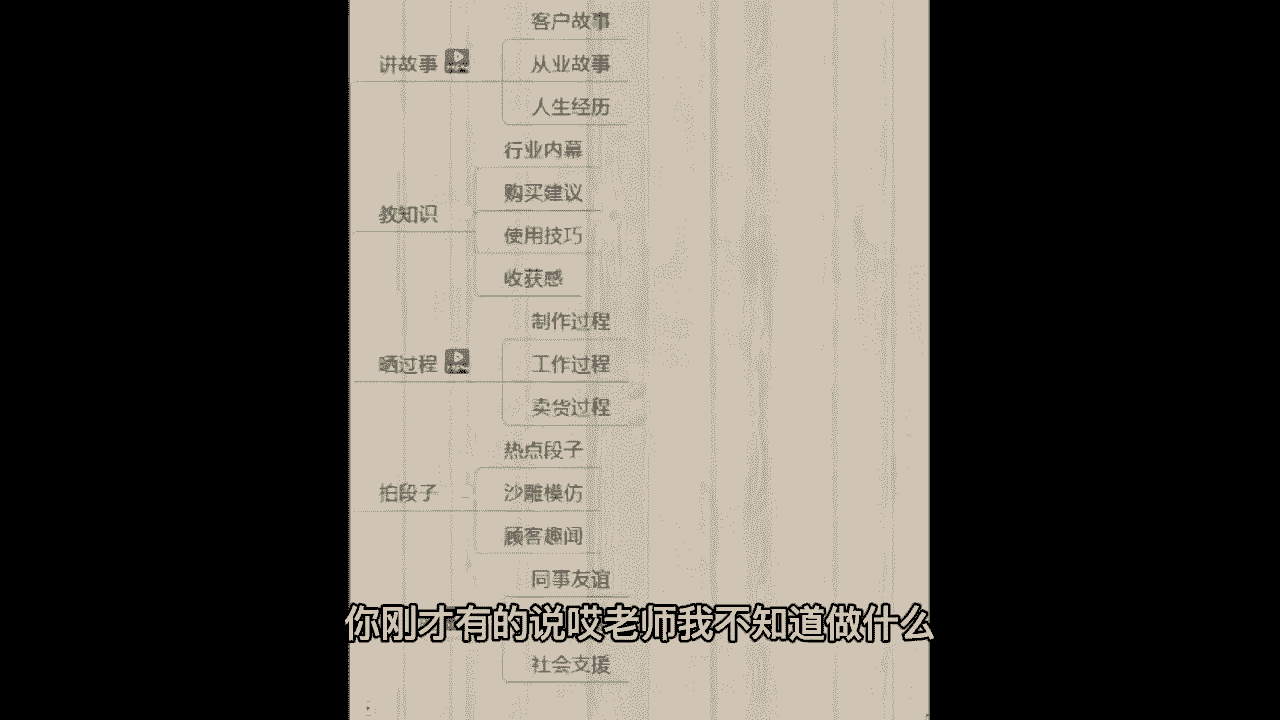 客户故事
讲故事
从业故事
人生经历
行业内幕
购买建议
教知识
使用技巧
收获感
制作过程
晒过程
工作过程
卖货过程
热点段子
拍段子
沙雕模仿
顾客趣闻
同事友谊
你刚才有的说哎老师我不知道做什么
社会支援